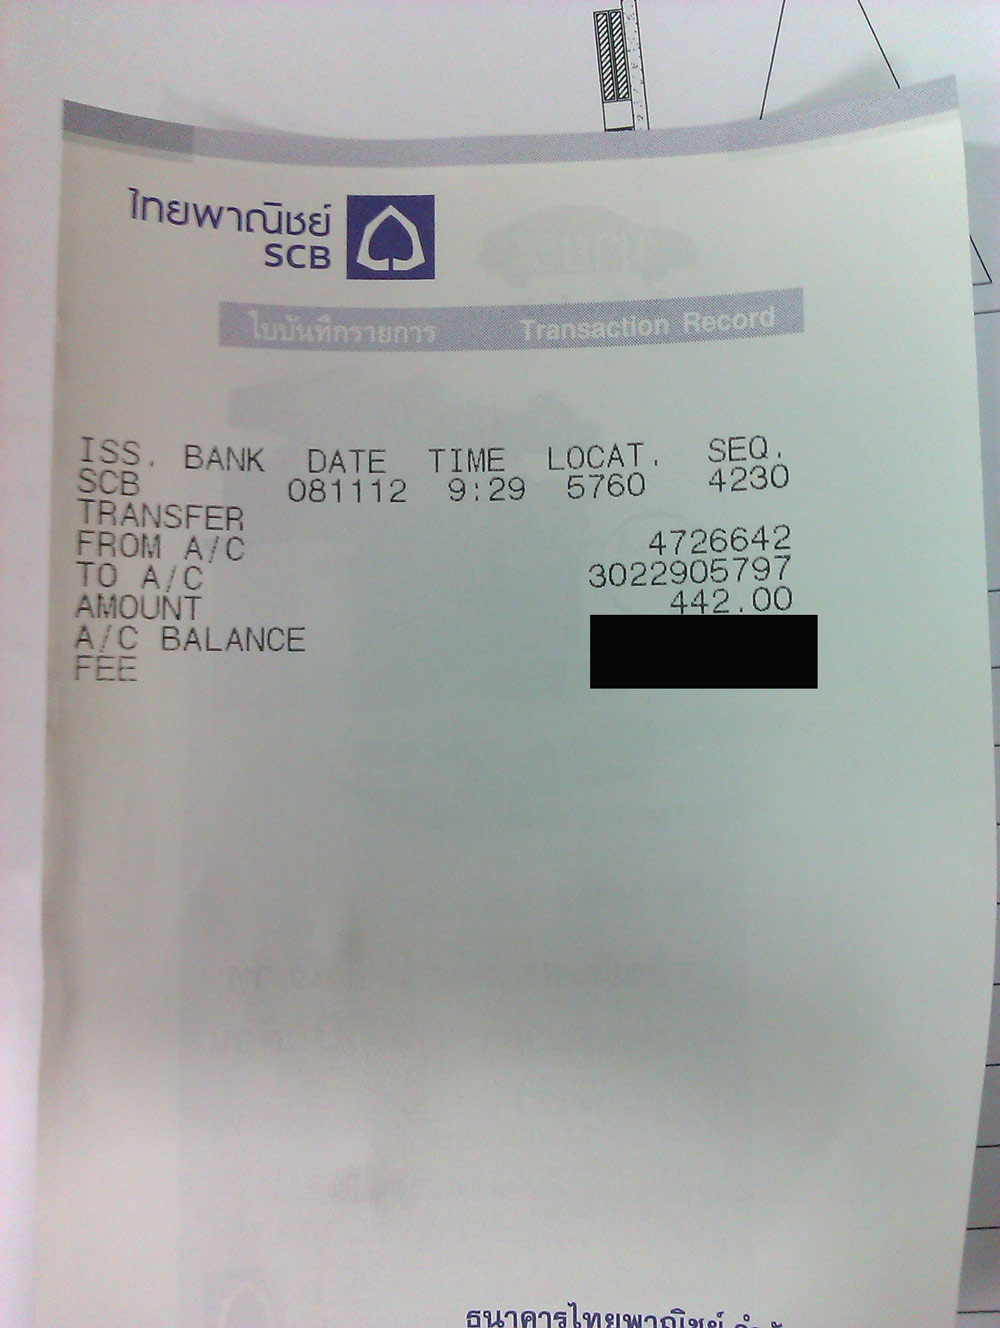 ไทยพาณิชย์
SCB
ใบบันทึกรายการ Transaction Record
ISS. BANK DATE TIME LOCAT. SEQ.
SCB 081112 9:29 5760 4230
TRANSFER
FROM A/C 4726642
TO A/C 3022905797
AMOUNT 442.00
A/C BALANCE
FEE
ธนาคารไทยพาณิชย์